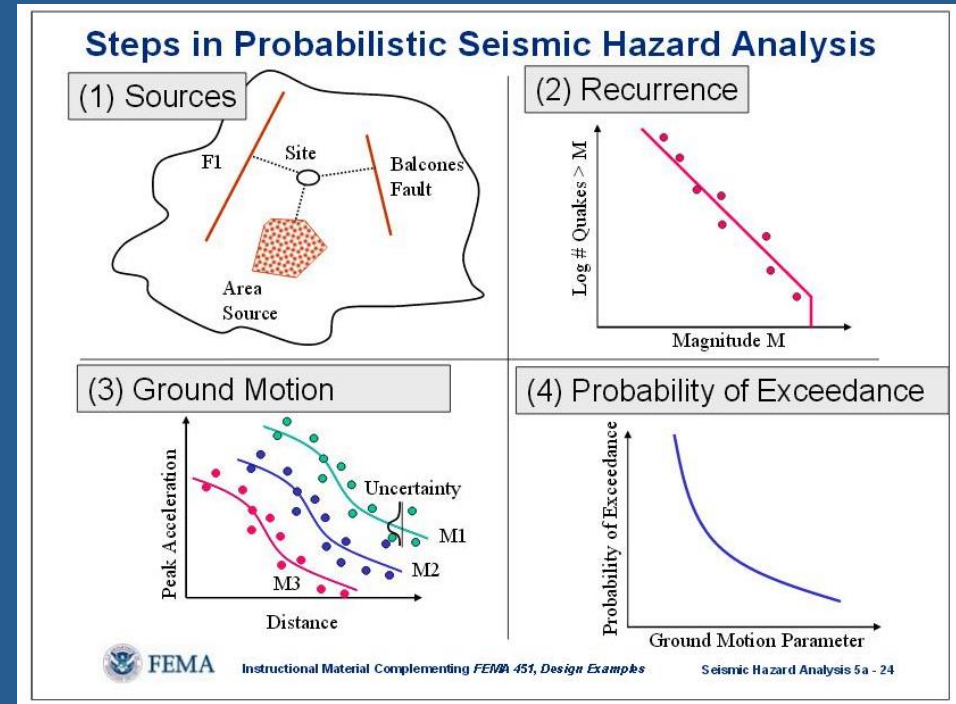 Steps in Probabilistic Seismic Hazard Analysis
(1) Sources
F1
Site
Balcones
Fault
Area
Source
(2) Recurrence
Log # Quakes > M
Magnitude M
(3) Ground Motion
Peak Acceleration
Uncertainty
M1
M2
M3
Distance
(4) Probability of Exceedance
Probability of Exceedance
Ground Motion Parameter
FEMA
Instructional Material Complementing FEMA 451, Design Examples
Seismic Hazard Analysis 5a - 24